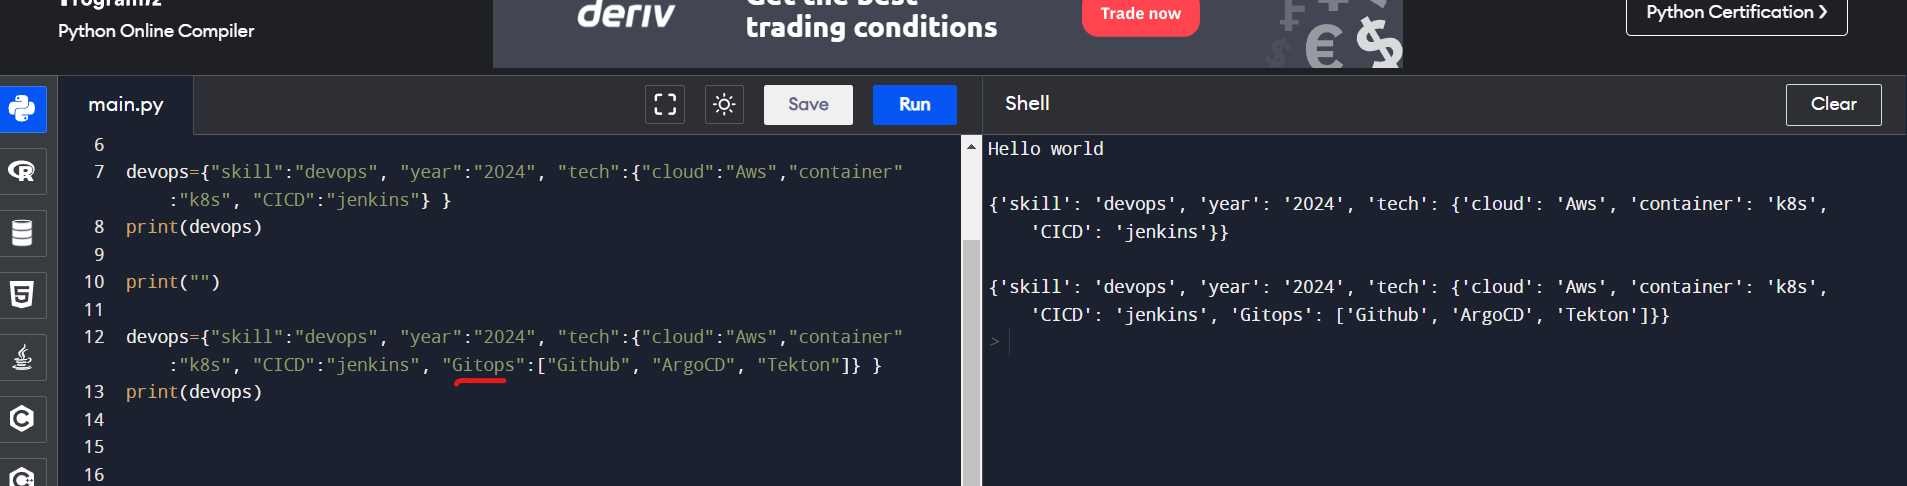 Programiz
Python Online Compiler
deriv
Get the best
trading conditions
Trade now
Python Certification ❯
main.py
Save
Run
Shell
Clear
6
7 devops={"skill":"devops", "year":"2024", "tech":{"cloud":"Aws","container"
:"k8s", "CICD":"jenkins"} }
8 print(devops)
9
10 print("")
11
12 devops={"skill":"devops", "year":"2024", "tech":{"cloud":"Aws","container"
:"k8s", "CICD":"jenkins", "Gitops":["Github", "ArgoCD", "Tekton"]} }
13 print(devops)
14
15
16
Hello world
{'skill': 'devops', 'year': '2024', 'tech': {'cloud': 'Aws', 'container': 'k8s',
'CICD': 'jenkins'}}
{'skill': 'devops', 'year': '2024', 'tech': {'cloud': 'Aws', 'container': 'k8s',
'CICD': 'jenkins', 'Gitops': ['Github', 'ArgoCD', 'Tekton']}}
>